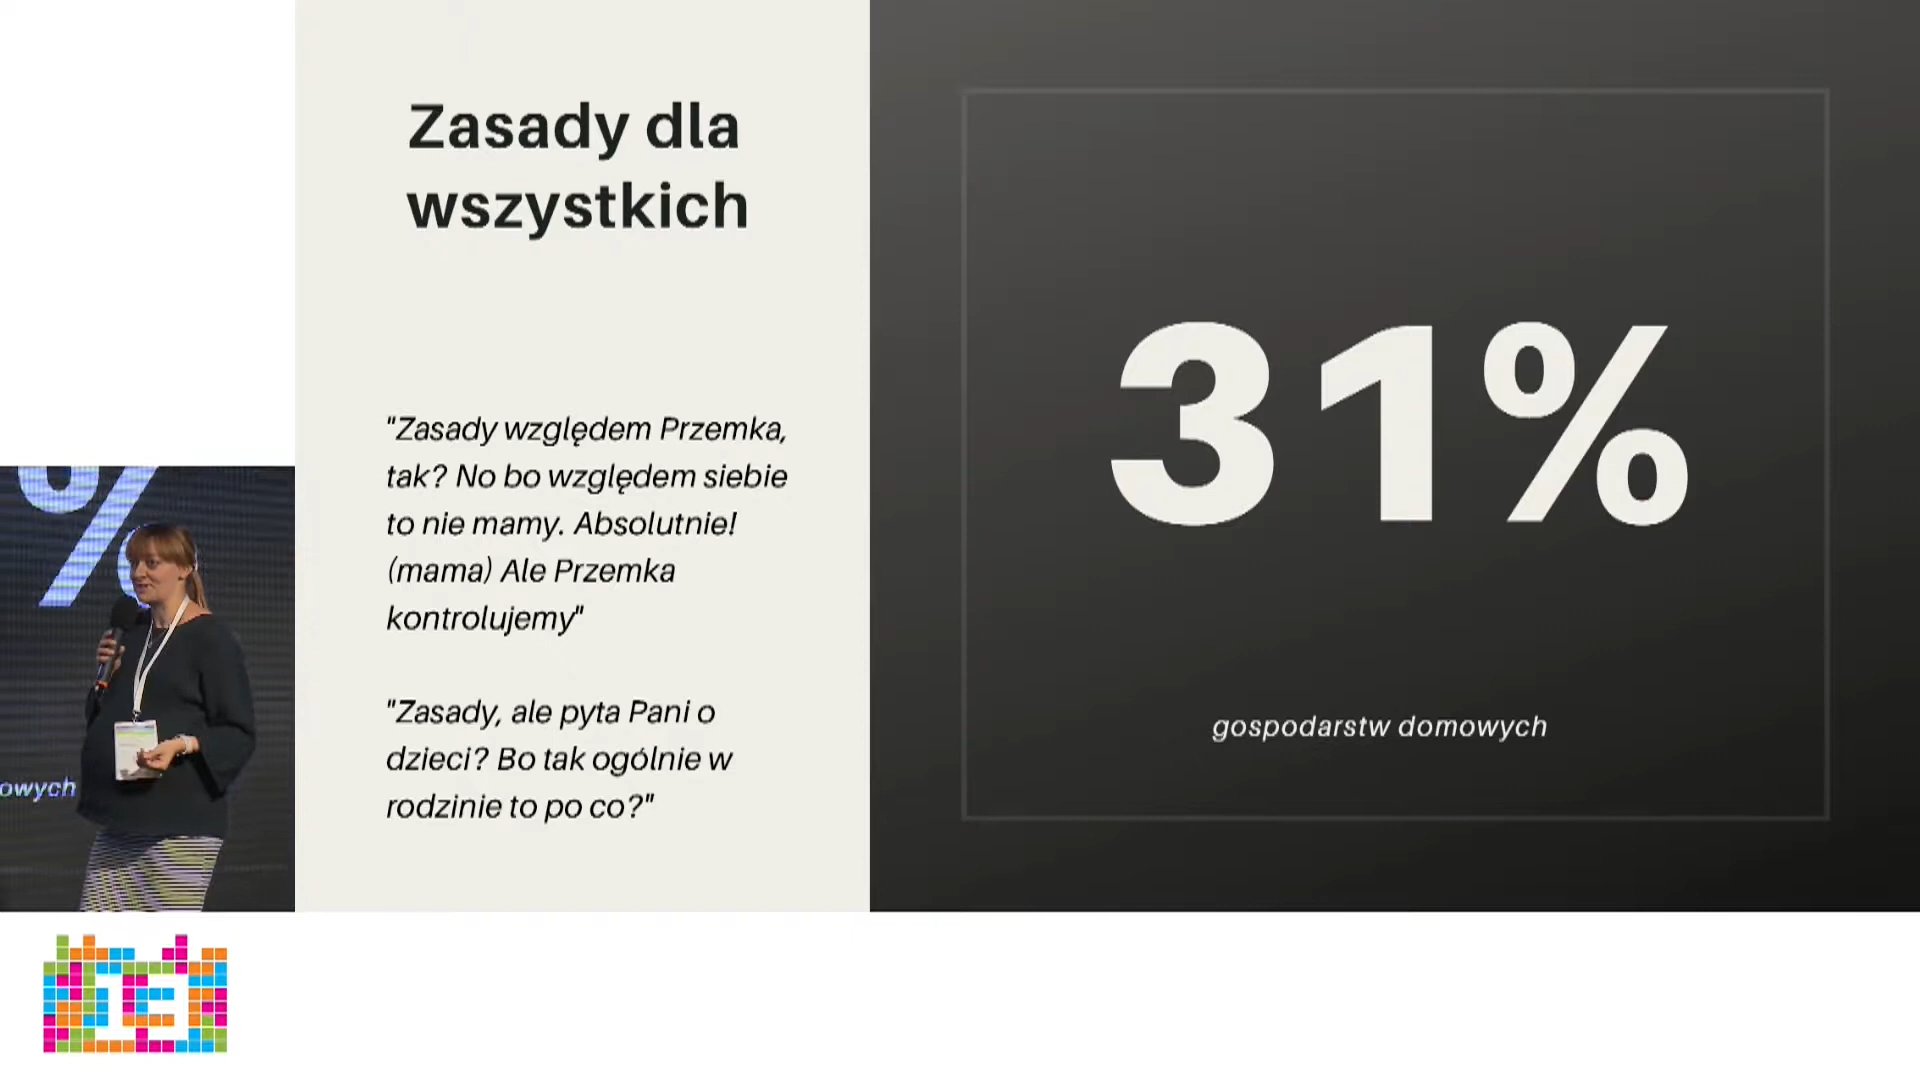 Zasady dla
wszystkich
"Zasady względem Przemka,
tak? No bo względem siebie
to nie mamy. Absolutnie!
(mama) Ale Przemka
kontrolujemy"
"Zasady, ale pyta Pani o
dzieci? Bo tak ogólnie w
rodzinie to po co?"
31%
gospodarstw domowych
%
owych
13